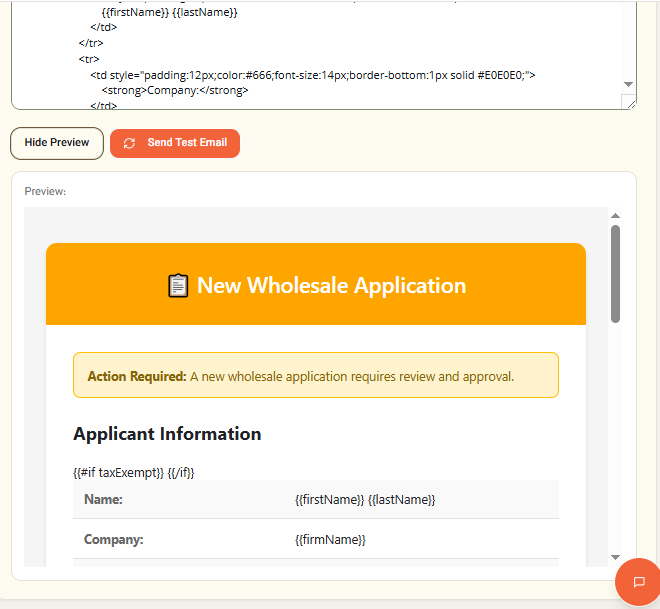 {{firstName}} {{lastName}}
</td>
</tr>
<tr>
<td style="padding:12px;color:#666;font-size:14px;border-bottom:1px solid #E0E0E0;">
<strong>Company:</strong>
</td>
Hide Preview
Send Test Email
Preview:
📋 New Wholesale Application
Action Required: A new wholesale application requires review and approval.
Applicant Information
{{#if taxExempt}} {{/if}}
Name: {{firstName}} {{lastName}}
Company: {{firmName}}